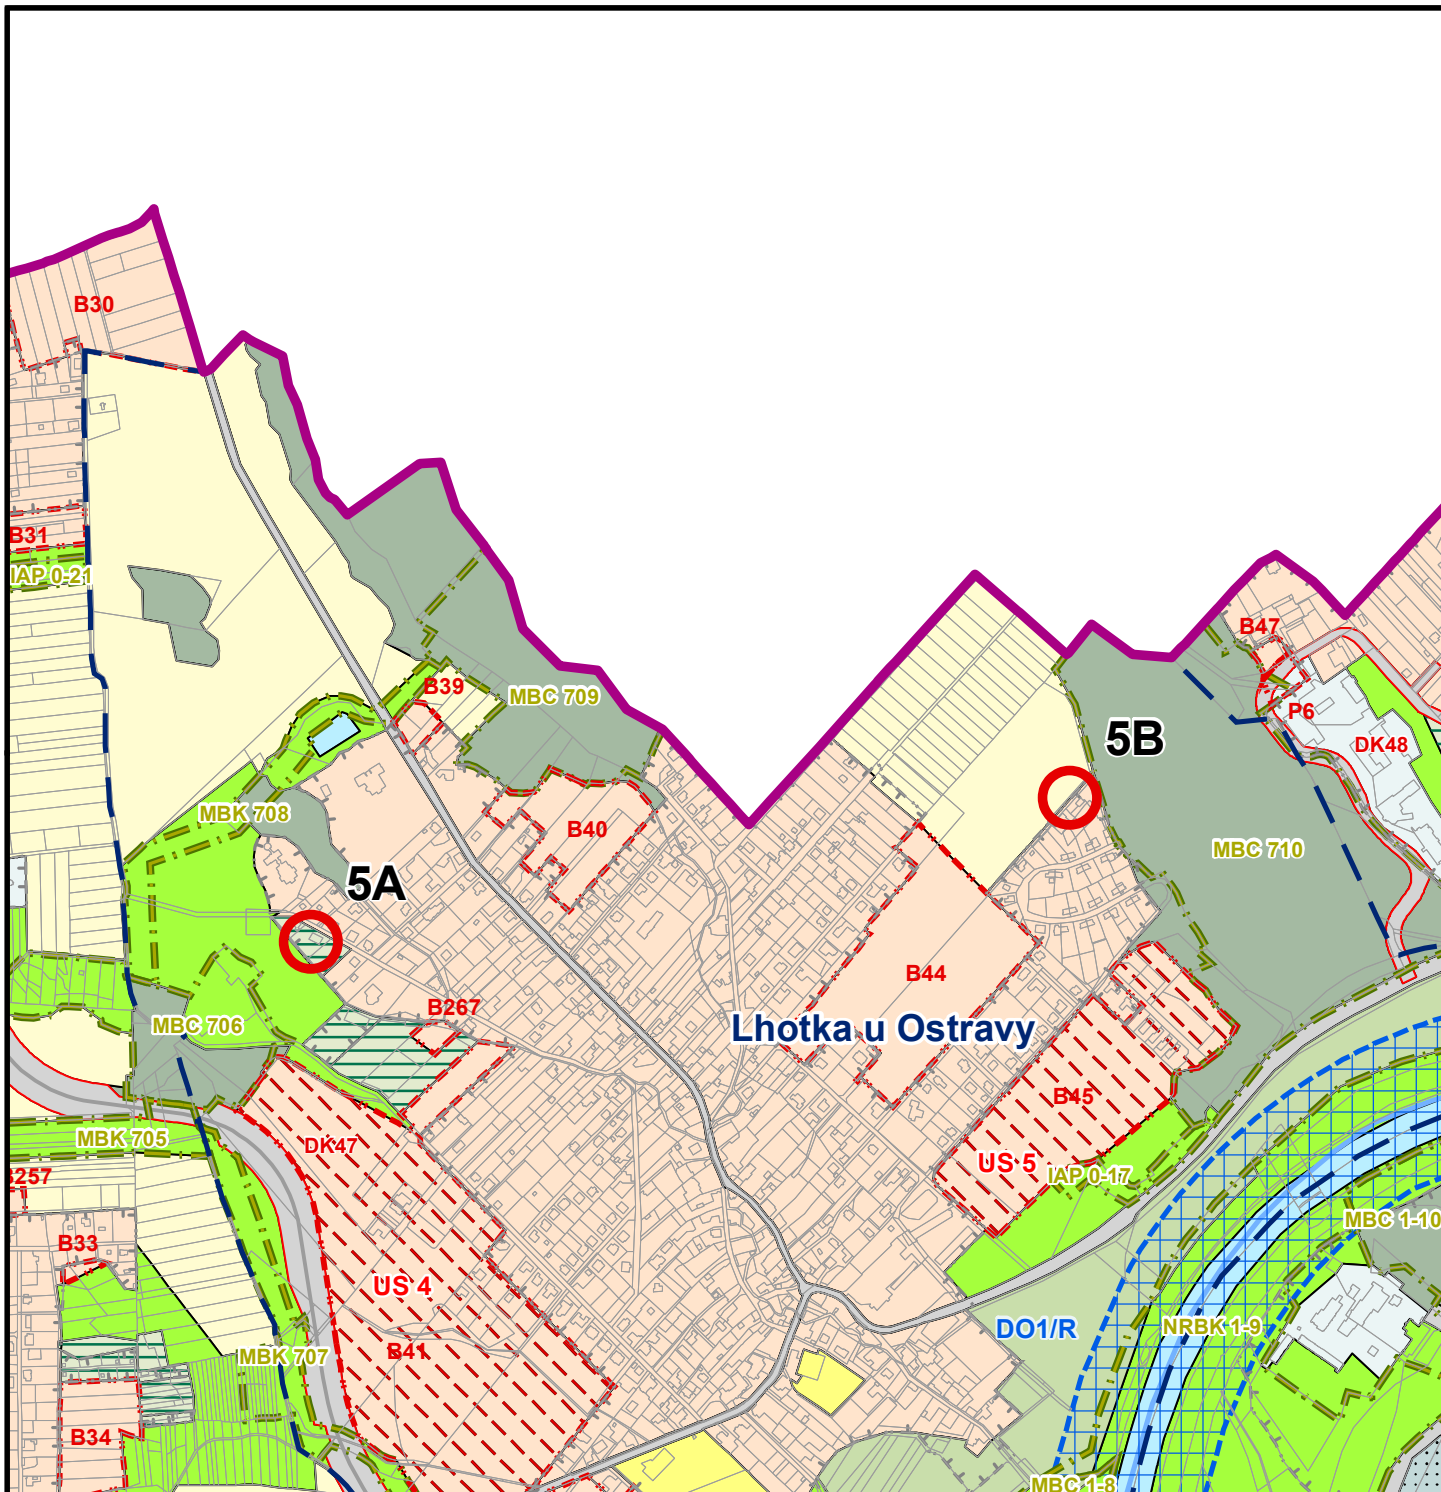 B30
B31
IAP 0-21
B39
MBC 709
B47
P6
DK48
5B
MBK 708
B40
MBC 710
5A
B44
B267
MBC 706
Lhotka u Ostravy
B45
MBK 705
DK47
US 5
IAP 0-17
B257
MBC 1-10
B33
US 4
DO1/R
NRBK 1-9
MBK 707
B41
B34
MBC 1-8